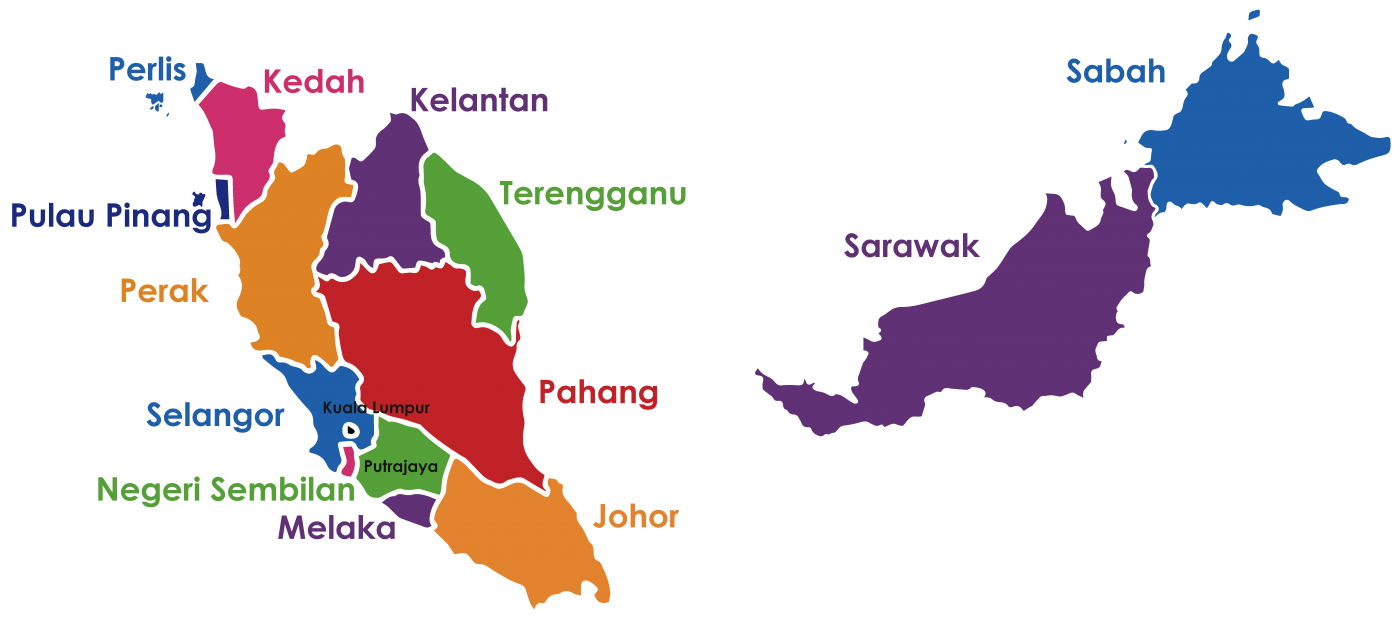 Perlis
Kedah
Kelantan
Pulau Pinang
Terengganu
Perak
Pahang
Selangor
Kuala Lumpur
Putrajaya
Negeri Sembilan
Melaka
Johor
Sabah
Sarawak